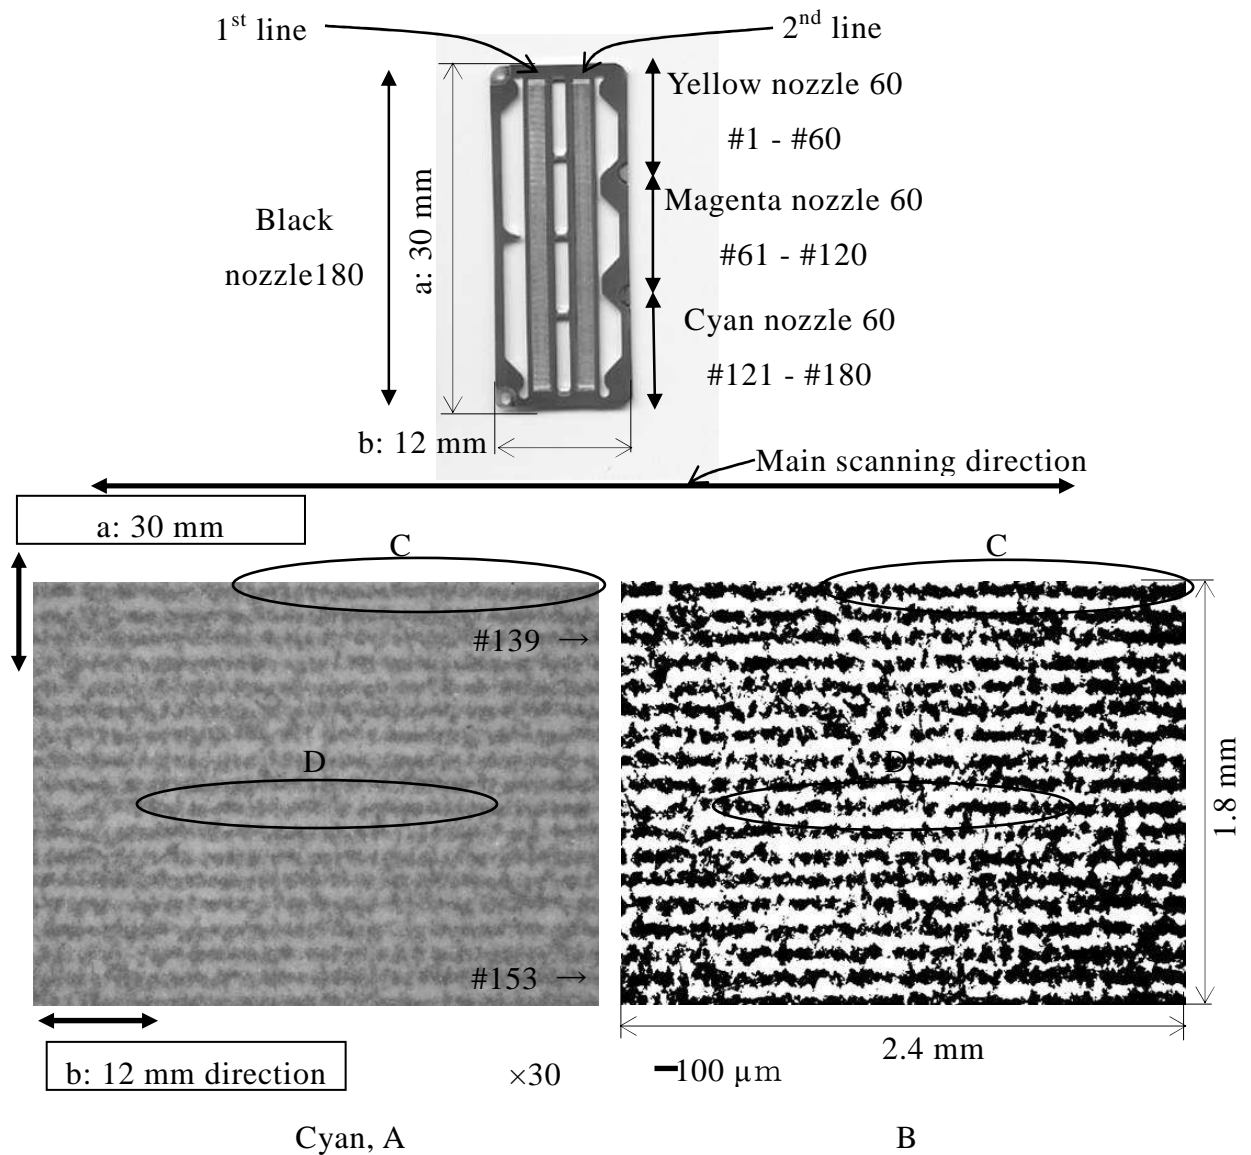 1st line
2nd line
Yellow nozzle 60
#1 - #60
Magenta nozzle 60
#61 - #120
Cyan nozzle 60
#121 - #180
Black
nozzle180
a: 30 mm
b: 12 mm
Main scanning direction
a: 30 mm
C
C
#139 →
D
D
#153 →
1.8 mm
2.4 mm
b: 12 mm direction
×30
100 μm
Cyan, A
B